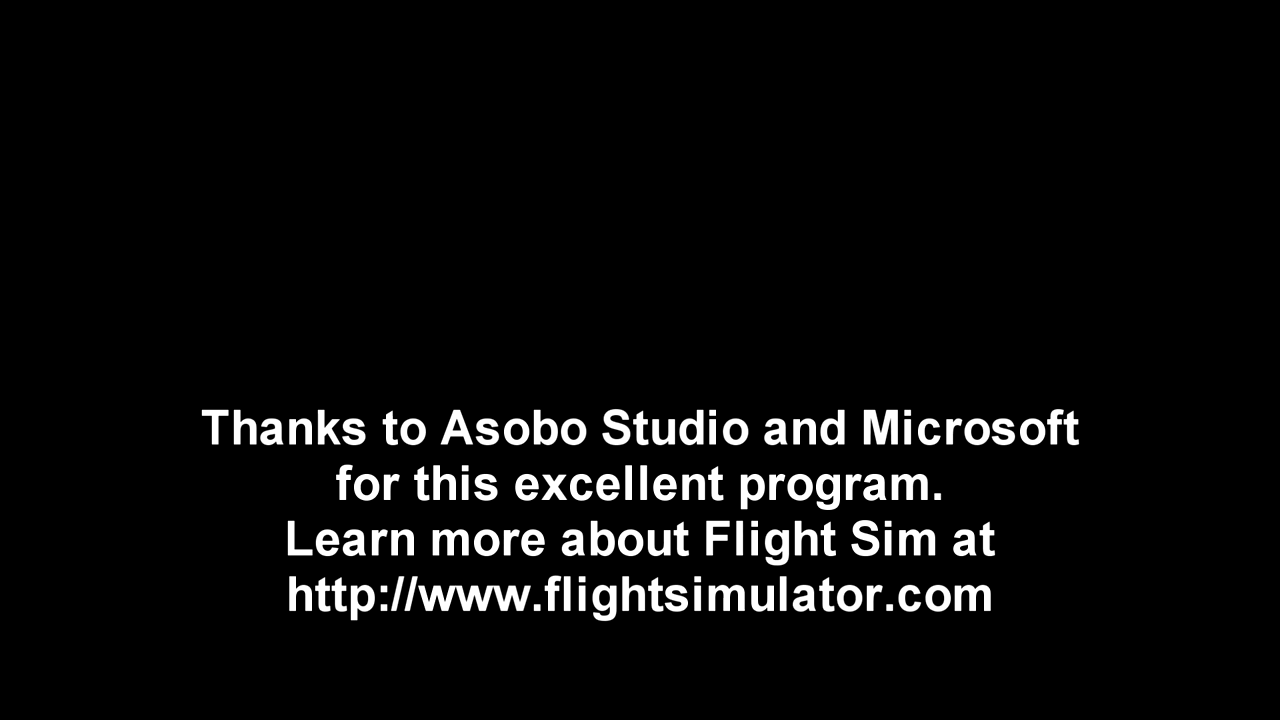 Thanks to Asobo Studio and Microsoft
for this excellent program.
Learn more about Flight Sim at
http://www.flightsimulator.com